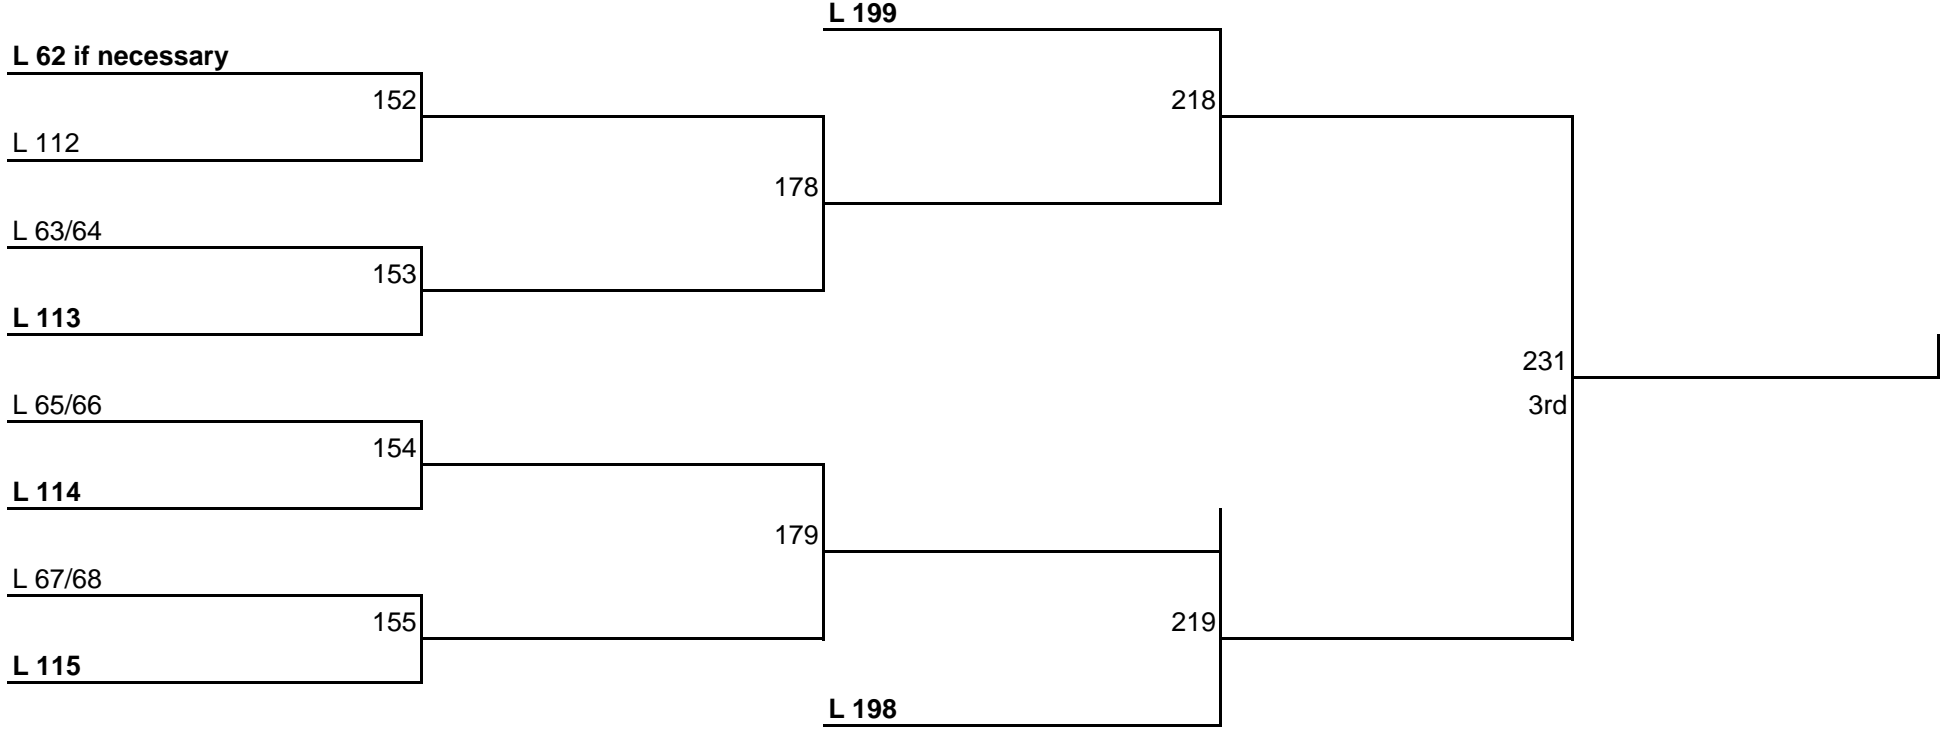 L 199
L 62 if necessary
152
218
L 112
178
L 63/64
153
L 113
231
L 65/66
3rd
154
L 114
179
L 67/68
155
219
L 115
L 198